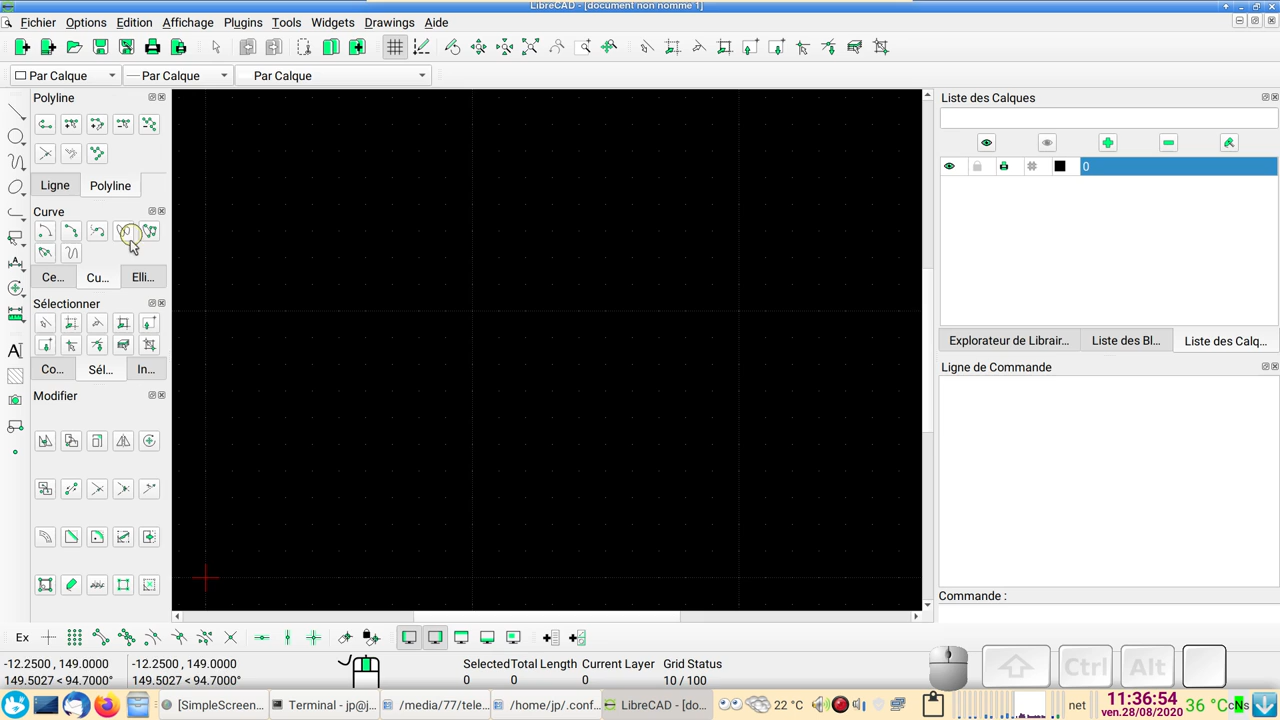 LibreCAD - [document non nommé 1]
Fichier Options Edition Affichage Plugins Tools Widgets Drawings Aide
Par Calque Par Calque Par Calque
Polyline
Ligne Polyline
Curve
Ce... Cu... Elli...
Sélectionner
Co... Sél... In...
Modifier
Liste des Calques
0
Explorateur de Librair... Liste des Bl... Liste des Calq...
Ligne de Commande
Commande :
Ex
-12.2500 , 149.0000 -12.2500 , 149.0000 Selected Total Length Current Layer Grid Status
149.5027 < 94.7000° 149.5027 < 94.7000° 0 0 0 10 / 100
Ctrl Alt
[SimpleScreen... Terminal - jp@j... /media/77/tele... /home/jp/.conf... LibreCAD - [do... 22 °C net 11:36:54 36 °C cNs
ven.28/08/2020